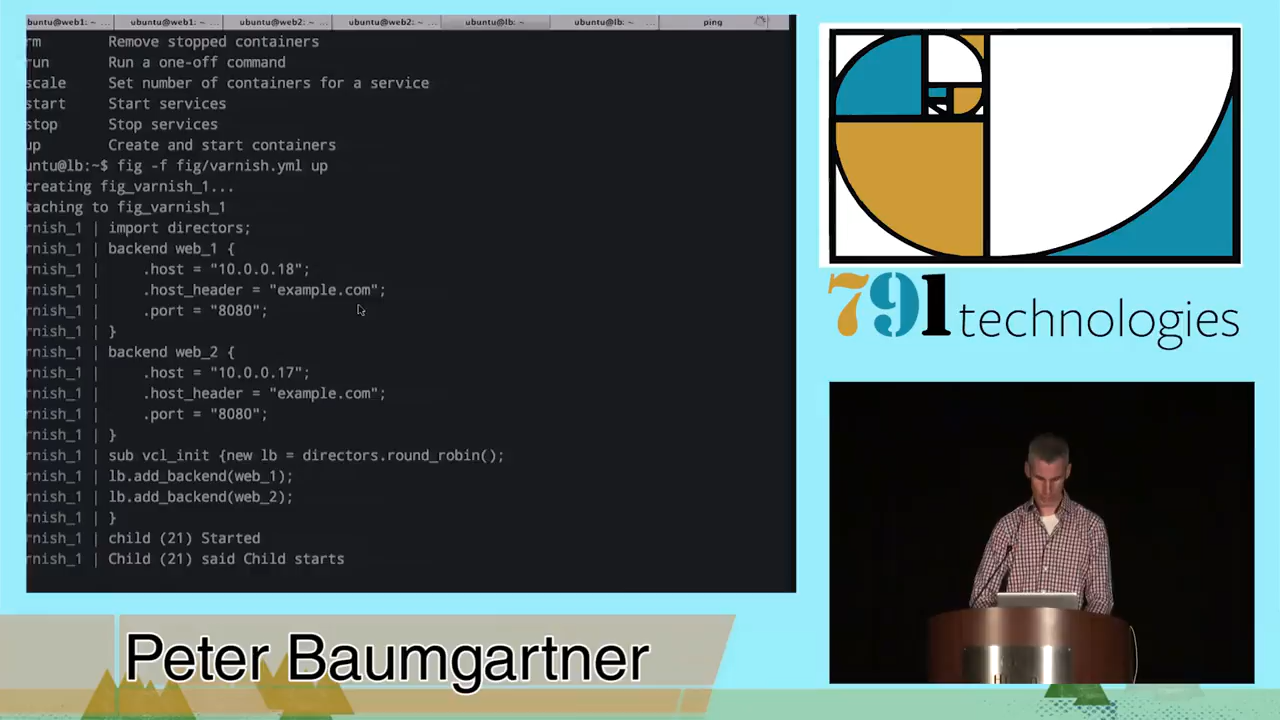 ubuntu@web1: ~
ubuntu@web1: ~
ubuntu@web2: ~
ubuntu@web2: ~
ubuntu@lb: ~
ubuntu@lb: ~
ping
rm Remove stopped containers
run Run a one-off command
scale Set number of containers for a service
start Start services
stop Stop services
up Create and start containers
untu@lb:~$ fig -f fig/varnish.yml up
creating fig_varnish_1...
taching to fig_varnish_1
rnish_1 | import directors;
rnish_1 | backend web_1 {
rnish_1 | .host = "10.0.0.18";
rnish_1 | .host_header = "example.com";
rnish_1 | .port = "8080";
rnish_1 | }
rnish_1 | backend web_2 {
rnish_1 | .host = "10.0.0.17";
rnish_1 | .host_header = "example.com";
rnish_1 | .port = "8080";
rnish_1 | }
rnish_1 | sub vcl_init {new lb = directors.round_robin();
rnish_1 | lb.add_backend(web_1);
rnish_1 | lb.add_backend(web_2);
rnish_1 | }
rnish_1 | child (21) Started
rnish_1 | Child (21) said Child starts
791 technologies
Peter Baumgartner